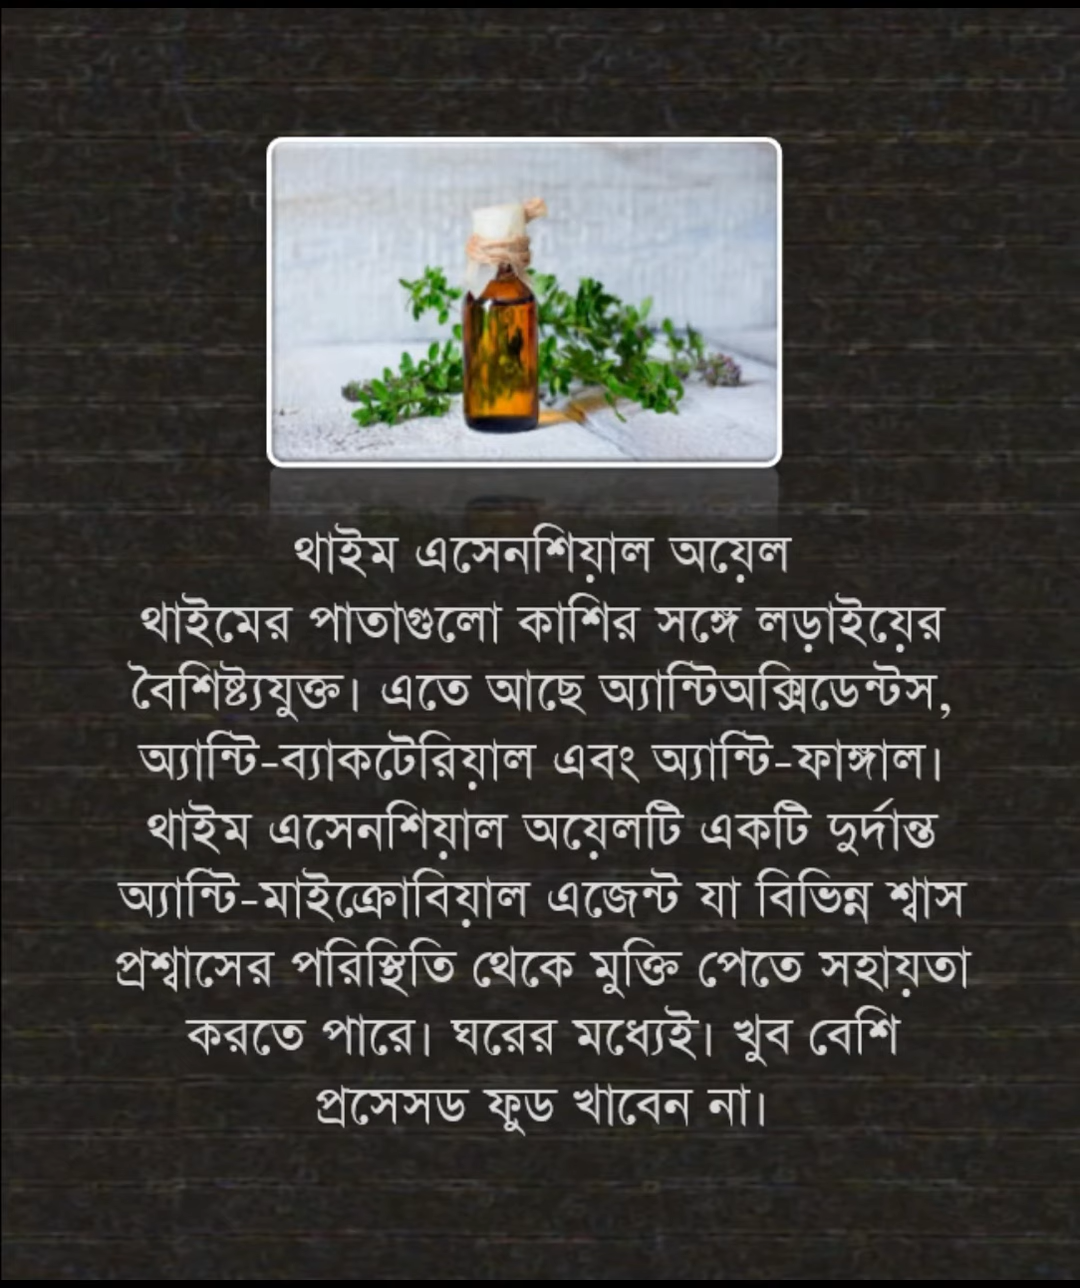 থাইম এসেনশিয়াল অয়েল
থাইমের পাতাগুলো কাশির সঙ্গে লড়াইয়ের
বৈশিষ্ট্যযুক্ত। এতে আছে অ্যান্টিঅক্সিডেন্টস,
অ্যান্টি-ব্যাকটেরিয়াল এবং অ্যান্টি-ফাঙ্গাল।
থাইম এসেনশিয়াল অয়েলটি একটি দুর্দান্ত
অ্যান্টি-মাইক্রোবিয়াল এজেন্ট যা বিভিন্ন শ্বাস
প্রশ্বাসের পরিস্থিতি থেকে মুক্তি পেতে সহায়তা
করতে পারে। ঘরের মধ্যেই। খুব বেশি
প্রসেসড ফুড খাবেন না।